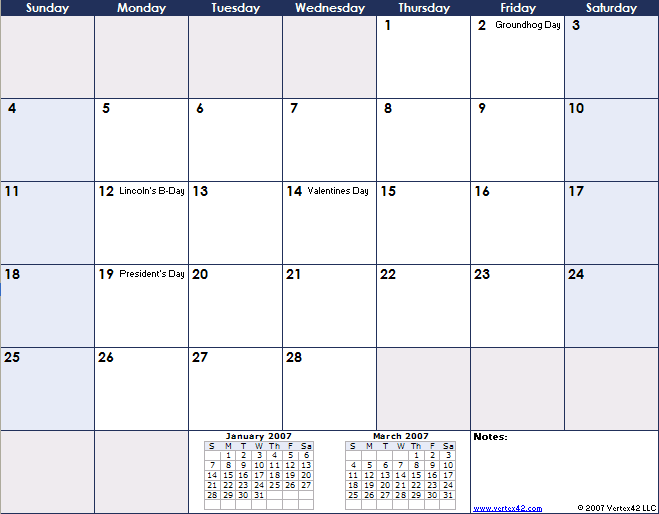 Sunday Monday Tuesday Wednesday Thursday Friday Saturday
1 2 Groundhog Day 3
4 5 6 7 8 9 10
11 12 Lincoln's B-Day 13 14 Valentines Day 15 16 17
18 19 President's Day 20 21 22 23 24
25 26 27 28
January 2007
S M T W Th F Sa
1 2 3 4 5 6
7 8 9 10 11 12 13
14 15 16 17 18 19 20
21 22 23 24 25 26 27
28 29 30 31
March 2007
S M T W Th F Sa
1 2 3
4 5 6 7 8 9 10
11 12 13 14 15 16 17
18 19 20 21 22 23 24
25 26 27 28 29 30 31
Notes:
www.vertex42.com © 2007 Vertex42 LLC